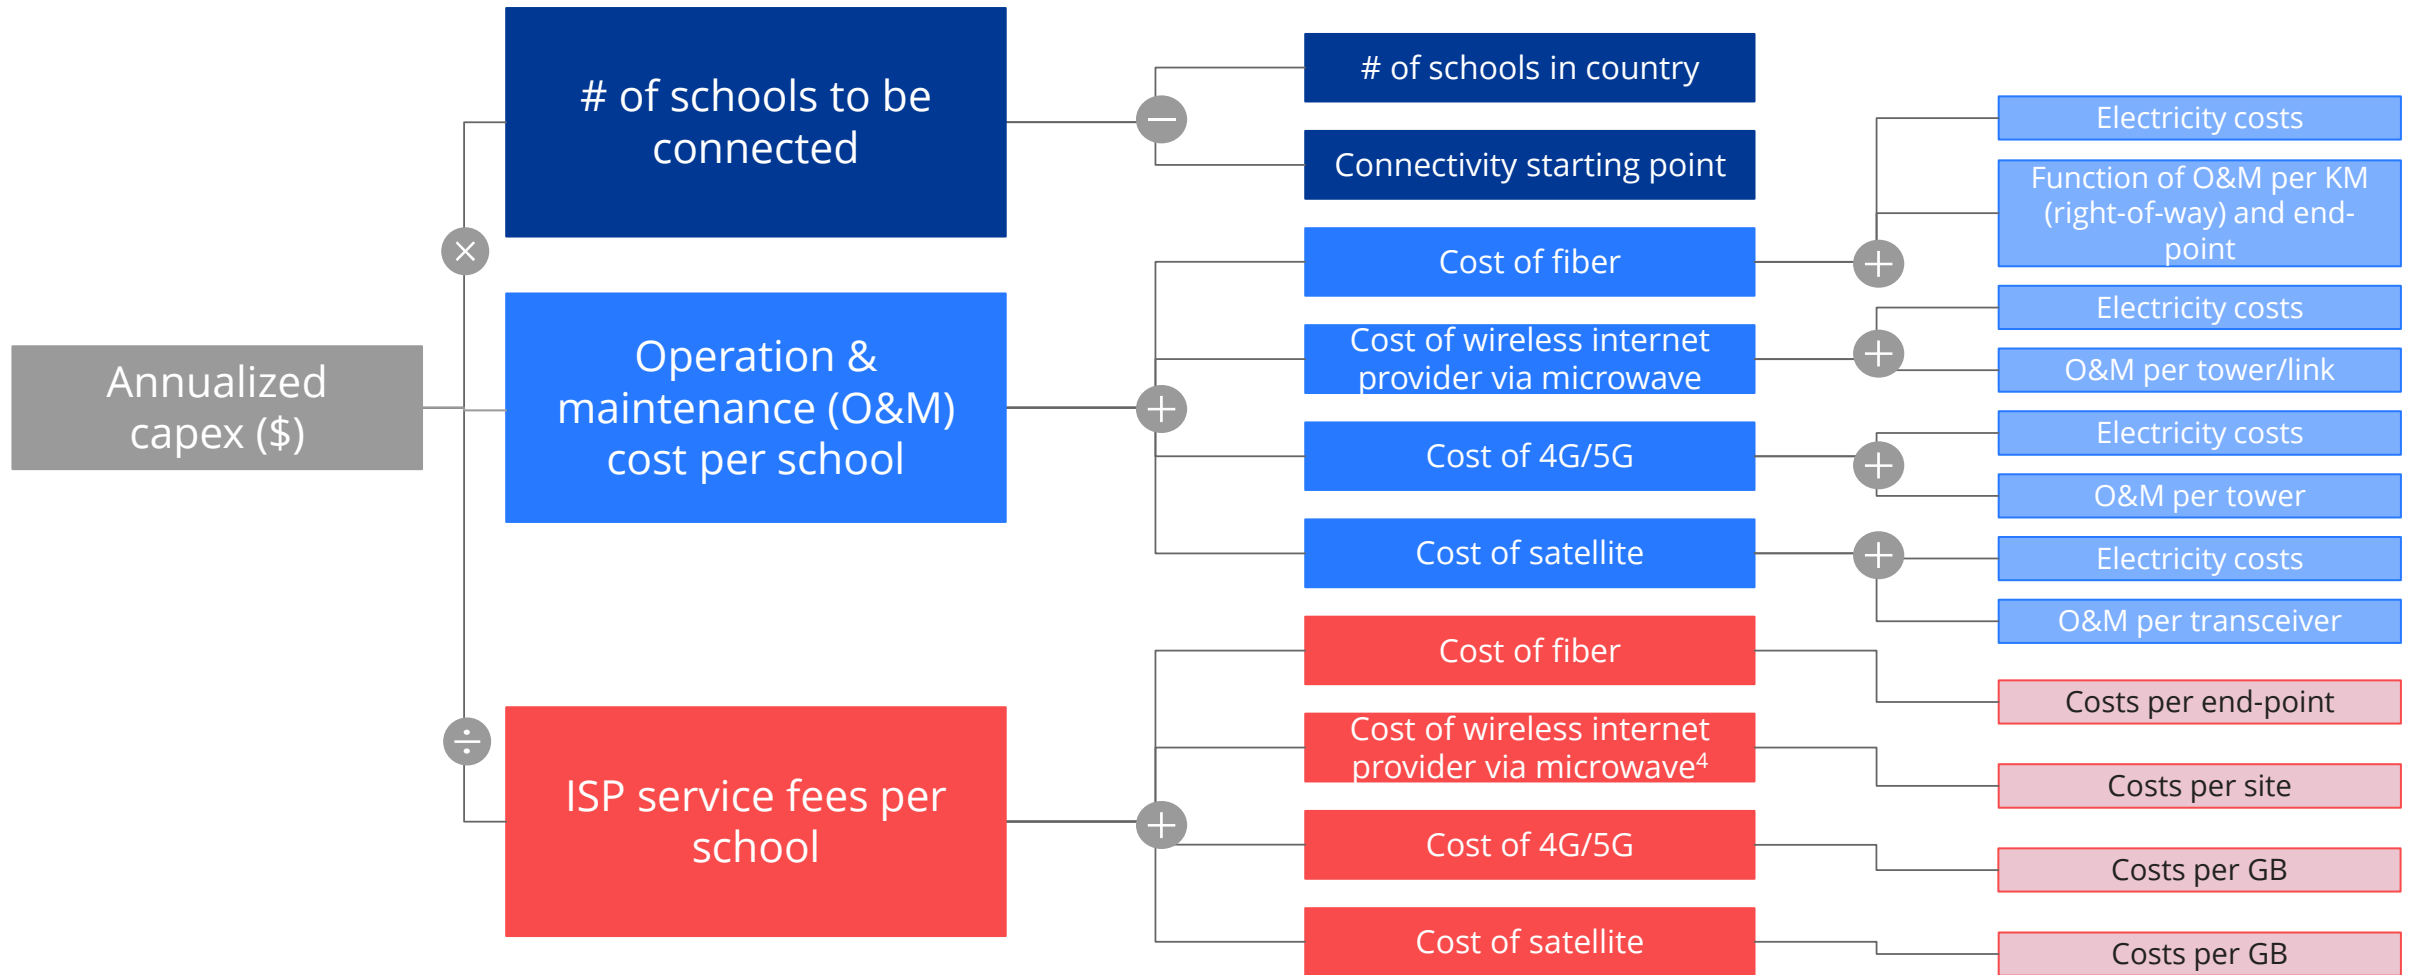 Annualized
capex ($)
×
÷
# of schools to be
connected
Operation &
maintenance (O&M)
cost per school
ISP service fees per
school
−
+
+
# of schools in country
Connectivity starting point
Cost of fiber
Cost of wireless internet
provider via microwave
Cost of 4G/5G
Cost of satellite
Cost of fiber
Cost of wireless internet
provider via microwave⁴
Cost of 4G/5G
Cost of satellite
+
+
+
+
Electricity costs
Function of O&M per KM
(right-of-way) and end-
point
Electricity costs
O&M per tower/link
Electricity costs
O&M per tower
Electricity costs
O&M per transceiver
Costs per end-point
Costs per site
Costs per GB
Costs per GB